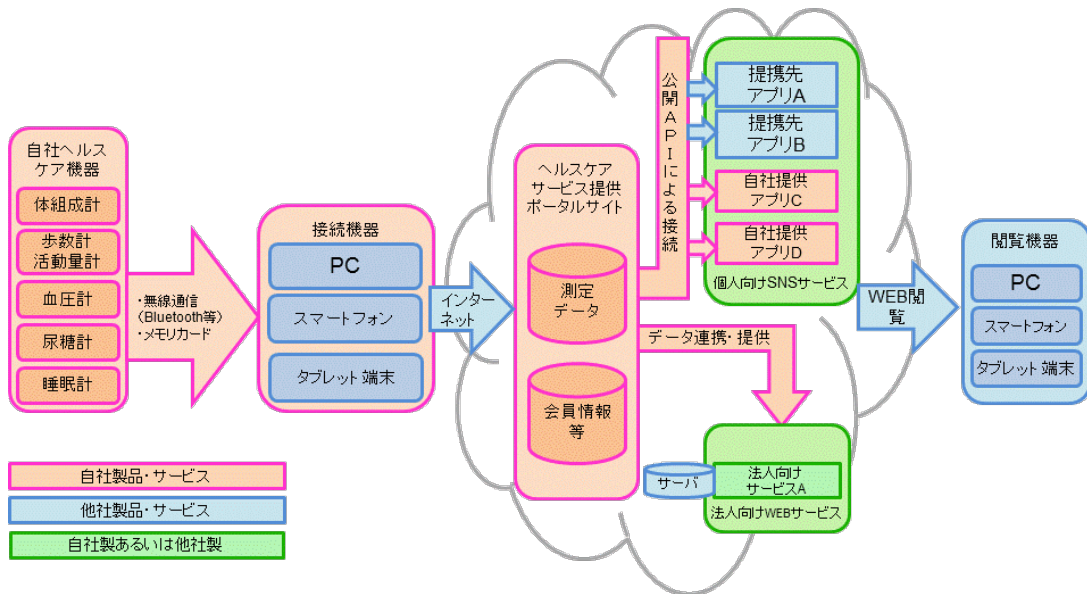 自社ヘルス
ケア機器
体組成計
歩数計
活動量計
血圧計
尿糖計
睡眠計
・無線通信
（Bluetooth等）
・メモリカード
接続機器
PC
スマートフォン
タブレット端末
インター
ネット
ヘルスケア
サービス提供
ポータルサイト
測定
データ
会員情報
等
公開APIによる接続
提携先
アプリA
提携先
アプリB
自社提供
アプリC
自社提供
アプリD
個人向けSNSサービス
データ連携・提供
サーバ
法人向け
サービスA
法人向けWEBサービス
WEB閲
覧
閲覧機器
PC
スマートフォン
タブレット端末
自社製品・サービス
他社製品・サービス
自社製あるいは他社製